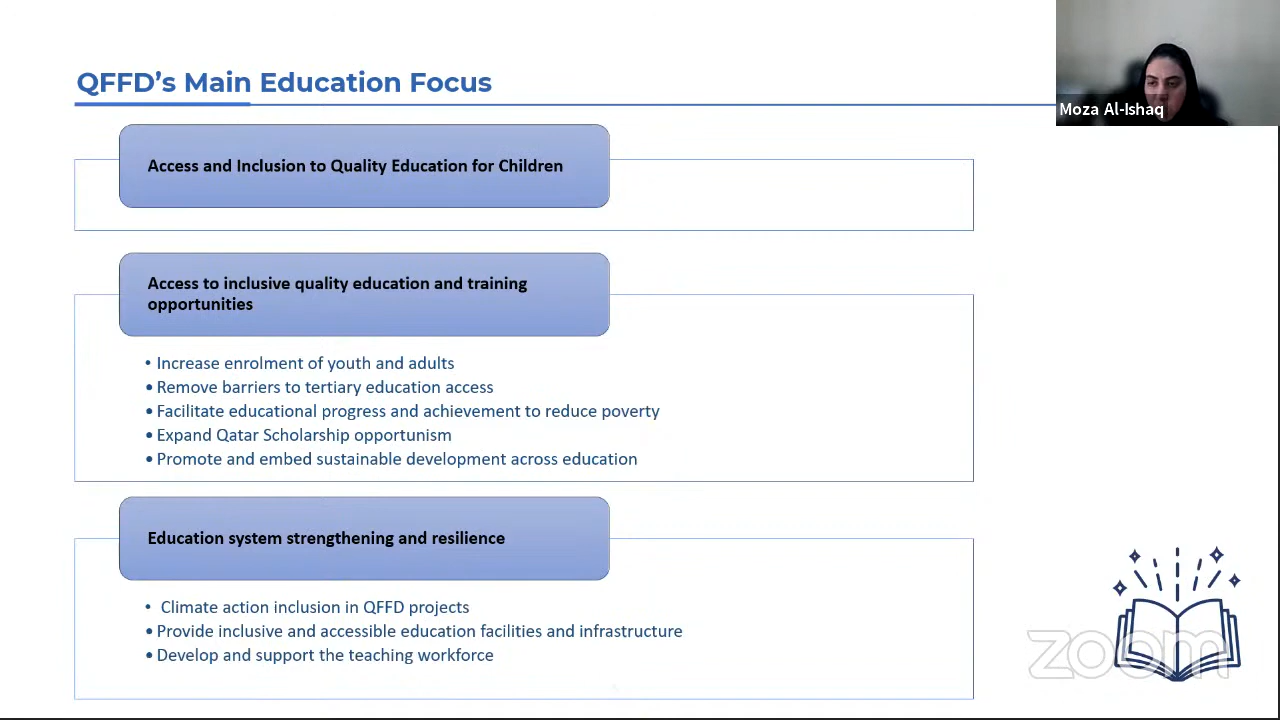 QFFD's Main Education Focus
Moza Al-Ishaq
Access and Inclusion to Quality Education for Children
Access to inclusive quality education and training
opportunities
• Increase enrolment of youth and adults
• Remove barriers to tertiary education access
• Facilitate educational progress and achievement to reduce poverty
• Expand Qatar Scholarship opportunism
• Promote and embed sustainable development across education
Education system strengthening and resilience
• Climate action inclusion in QFFD projects
• Provide inclusive and accessible education facilities and infrastructure
• Develop and support the teaching workforce
zoom